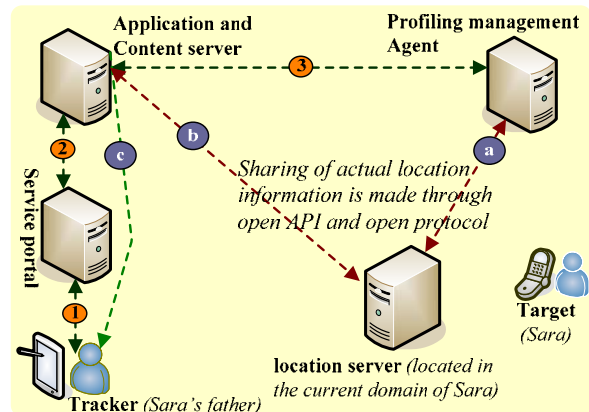 Application and
Content server
Profiling management
Agent
3
b
a
2
c
Sharing of actual location
information is made through
open API and open protocol
Service portal
1
Target
(Sara)
location server (located in
the current domain of Sara)
Tracker (Sara's father)